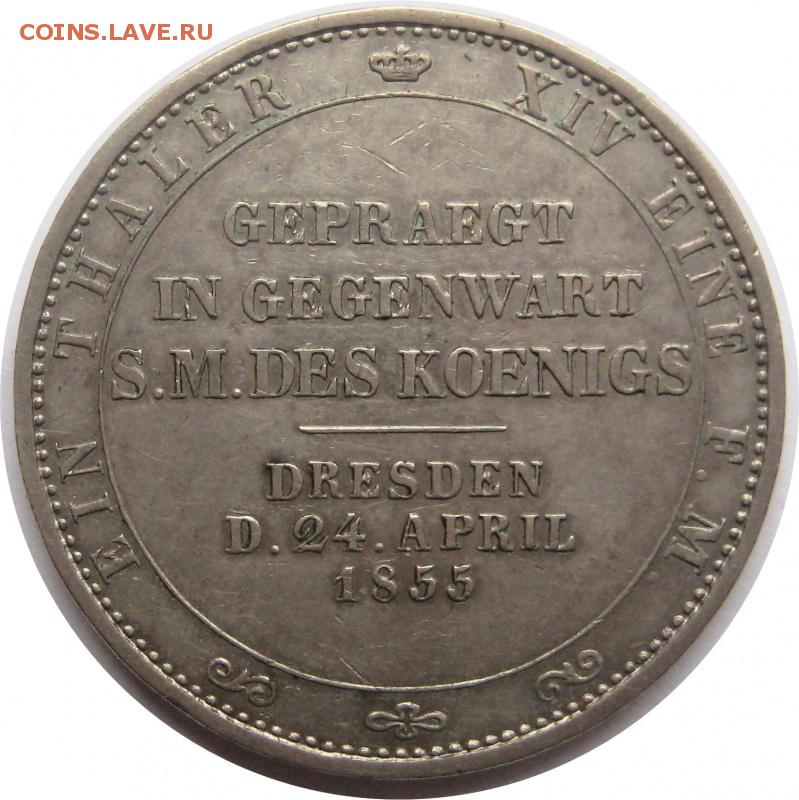 COINS.LAVE.RU
EIN THALER XIV EINE F. M
GEPRAEGT
IN GEGENWART
S.M.DES KOENIGS
DRESDEN
D. 24. APRIL
1855